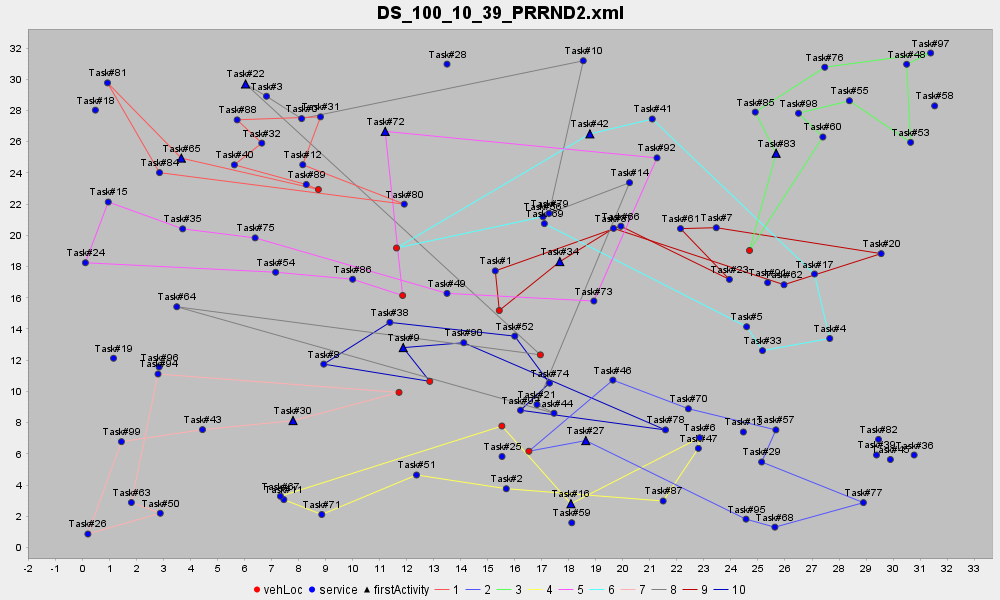 DS_100_10_39_PRRND2.xml
32
30
28
26
24
22
20
18
16
14
12
10
8
6
4
2
0
Task#97
Task#10
Task#28
Task#76
Task#48
Task#81
Task#22
Task#3
Task#18
Task#31
Task#88
Task#41
Task#85
Task#98
Task#55
Task#58
Task#72
Task#42
Task#32
Task#60
Task#53
Task#65
Task#40
Task#12
Task#92
Task#83
Task#84
Task#89
Task#14
Task#80
Task#15
Task#79
Task#69
Task#35
Task#75
Task#66
Task#61
Task#7
Task#24
Task#54
Task#86
Task#1
Task#34
Task#23
Task#62
Task#17
Task#20
Task#64
Task#49
Task#73
Task#38
Task#52
Task#5
Task#4
Task#9
Task#90
Task#33
Task#19
Task#96
Task#94
Task#8
Task#74
Task#46
Task#21
Task#44
Task#70
Task#43
Task#30
Task#99
Task#78
Task#6
Task#13
Task#57
Task#82
Task#27
Task#47
Task#25
Task#29
Task#39
Task#45
Task#36
Task#51
Task#2
Task#67
Task#11
Task#63
Task#50
Task#71
Task#16
Task#87
Task#77
Task#59
Task#95
Task#68
Task#26
-2 -1 0 1 2 3 4 5 6 7 8 9 10 11 12 13 14 15 16 17 18 19 20 21 22 23 24 25 26 27 28 29 30 31 32 33
vehLoc service firstActivity 1 2 3 4 5 6 7 8 9 10